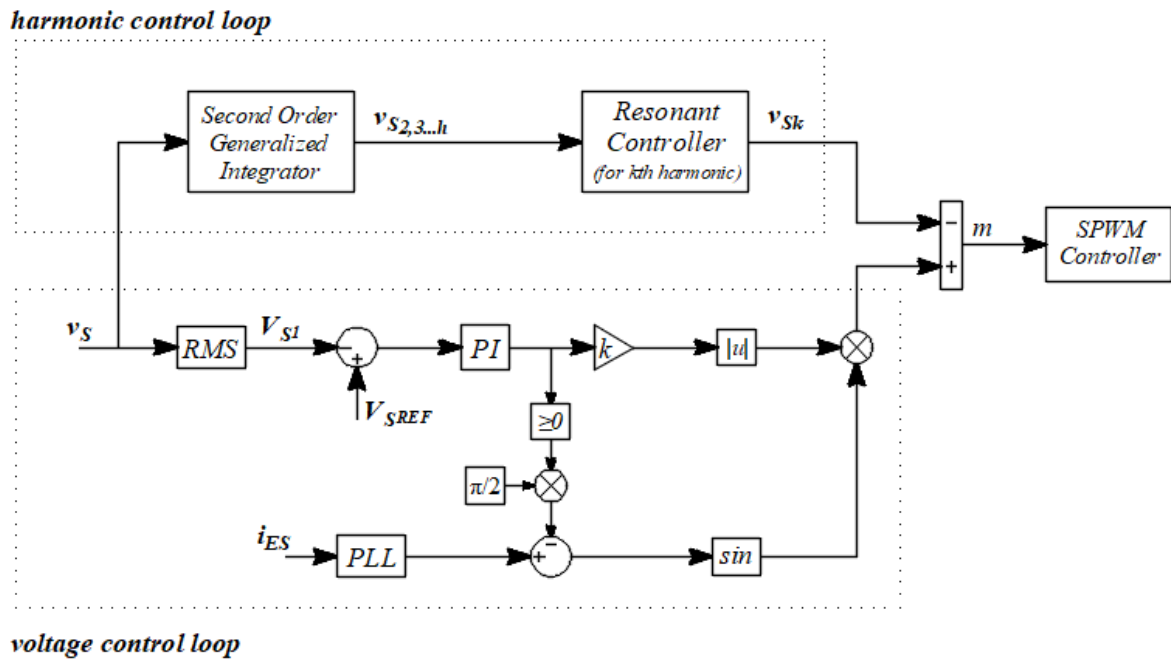 harmonic control loop
Second Order
Generalized
Integrator
vS2,3...h
Resonant
Controller
(for kth harmonic)
vSk
−
+
m
SPWM
Controller
vS
RMS
VS1
−
+
VSREF
PI
k
|u|
≥0
π/2
iES
PLL
−
+
sin
voltage control loop